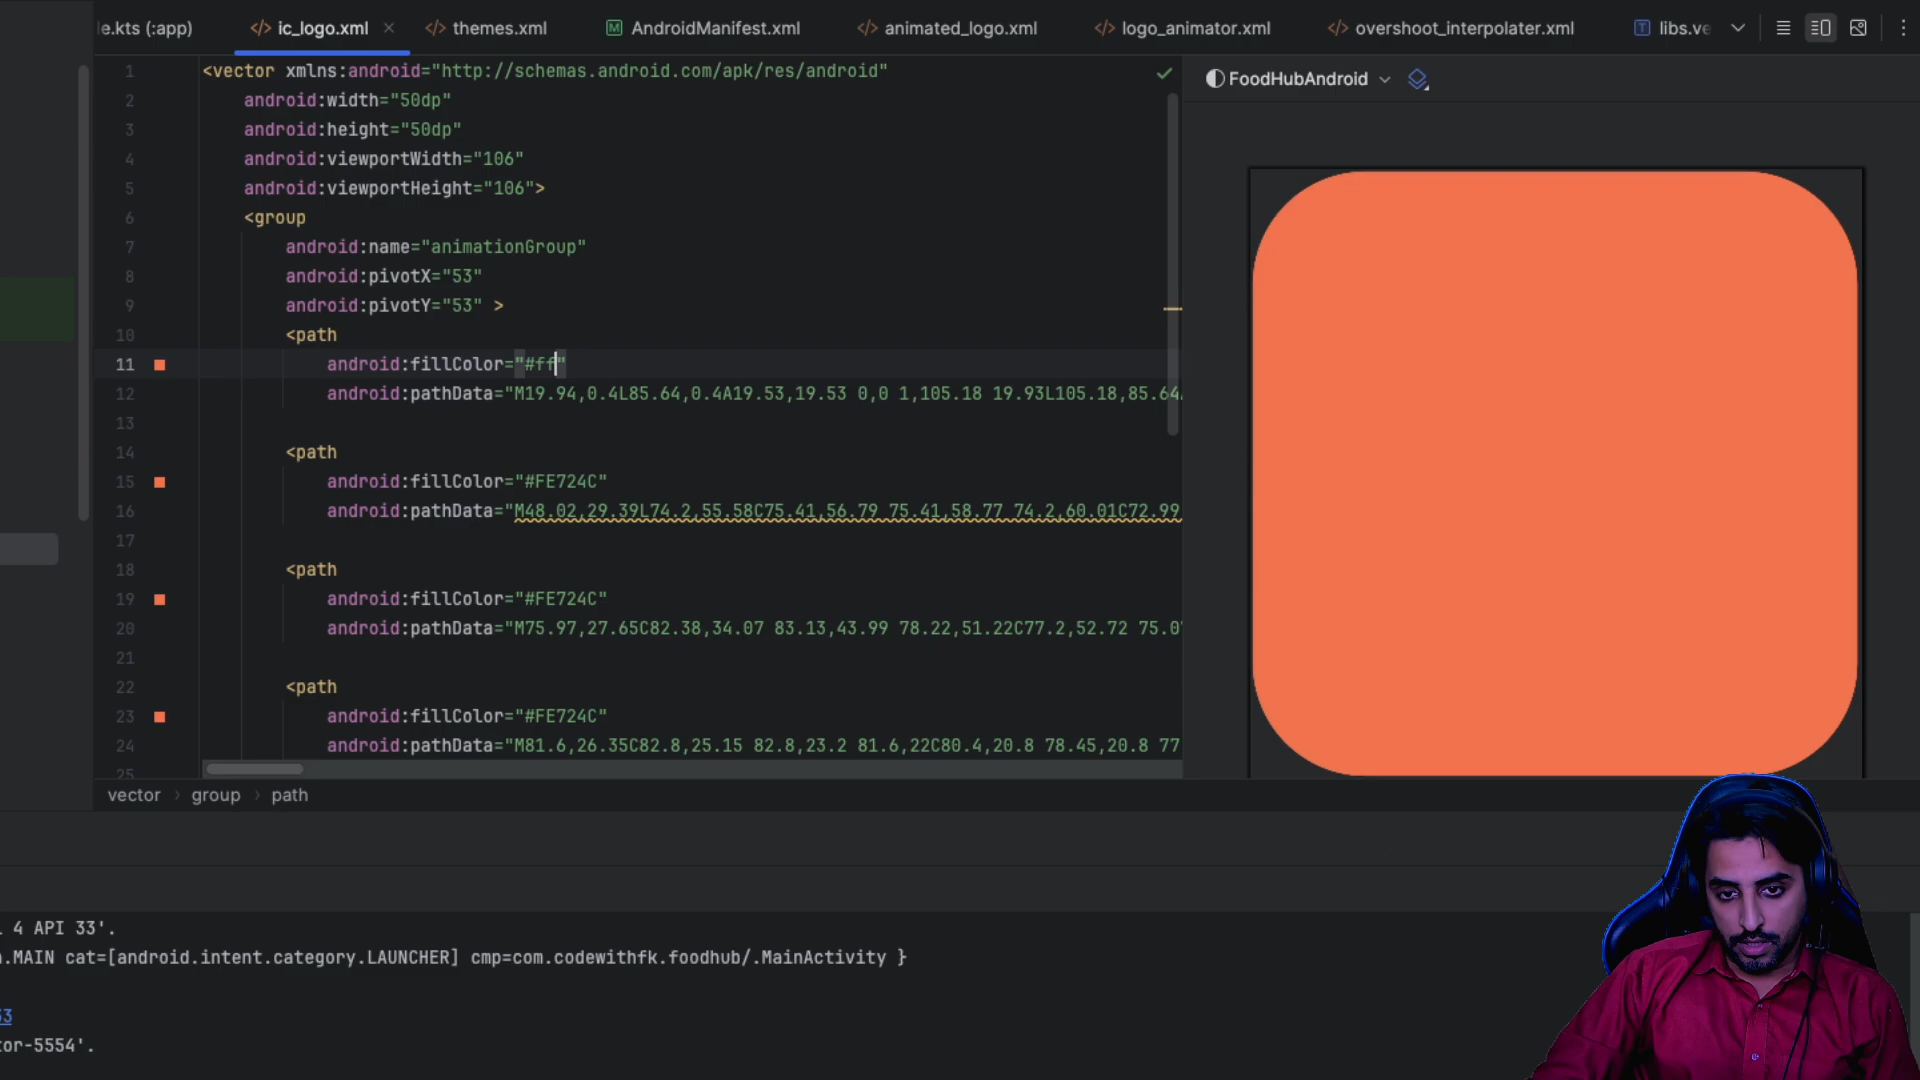 e.kts (:app)
ic_logo.xml
themes.xml
AndroidManifest.xml
animated_logo.xml
logo_animator.xml
overshoot_interpolater.xml
libs.ve
1 <vector xmlns:android="http://schemas.android.com/apk/res/android"
2 android:width="50dp"
3 android:height="50dp"
4 android:viewportWidth="106"
5 android:viewportHeight="106">
6 <group
7 android:name="animationGroup"
8 android:pivotX="53"
9 android:pivotY="53" >
10 <path
11 android:fillColor="#ff"
12 android:pathData="M19.94,0.4L85.64,0.4A19.53,19.53 0,0 1,105.18 19.93L105.18,85.64
13
14 <path
15 android:fillColor="#FE724C"
16 android:pathData="M48.02,29.39L74.2,55.58C75.41,56.79 75.41,58.77 74.2,60.01C72.99
17
18 <path
19 android:fillColor="#FE724C"
20 android:pathData="M75.97,27.65C82.38,34.07 83.13,43.99 78.22,51.22C77.2,52.72 75.0
21
22 <path
23 android:fillColor="#FE724C"
24 android:pathData="M81.6,26.35C82.8,25.15 82.8,23.2 81.6,22C80.4,20.8 78.45,20.8 77
25
FoodHubAndroid
vector › group › path
4 API 33'.
.MAIN cat=[android.intent.category.LAUNCHER] cmp=com.codewithfk.foodhub/.MainActivity }
53
tor-5554'.